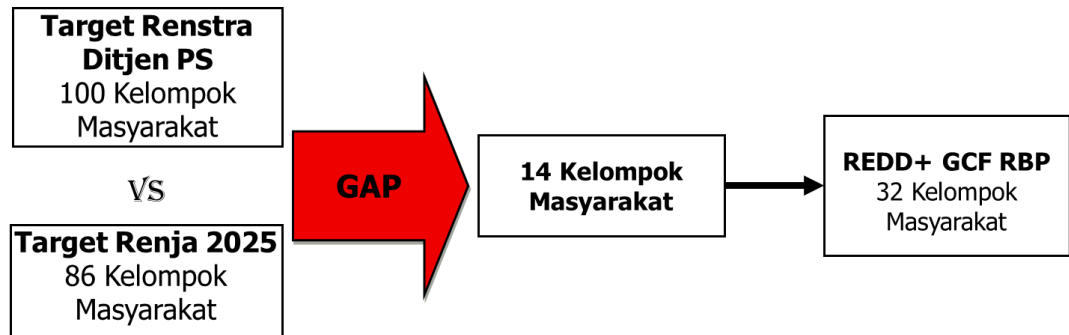 Target Renstra
Ditjen PS
100 Kelompok
Masyarakat
VS
Target Renja 2025
86 Kelompok
Masyarakat
GAP
14 Kelompok
Masyarakat
REDD+ GCF RBP
32 Kelompok
Masyarakat